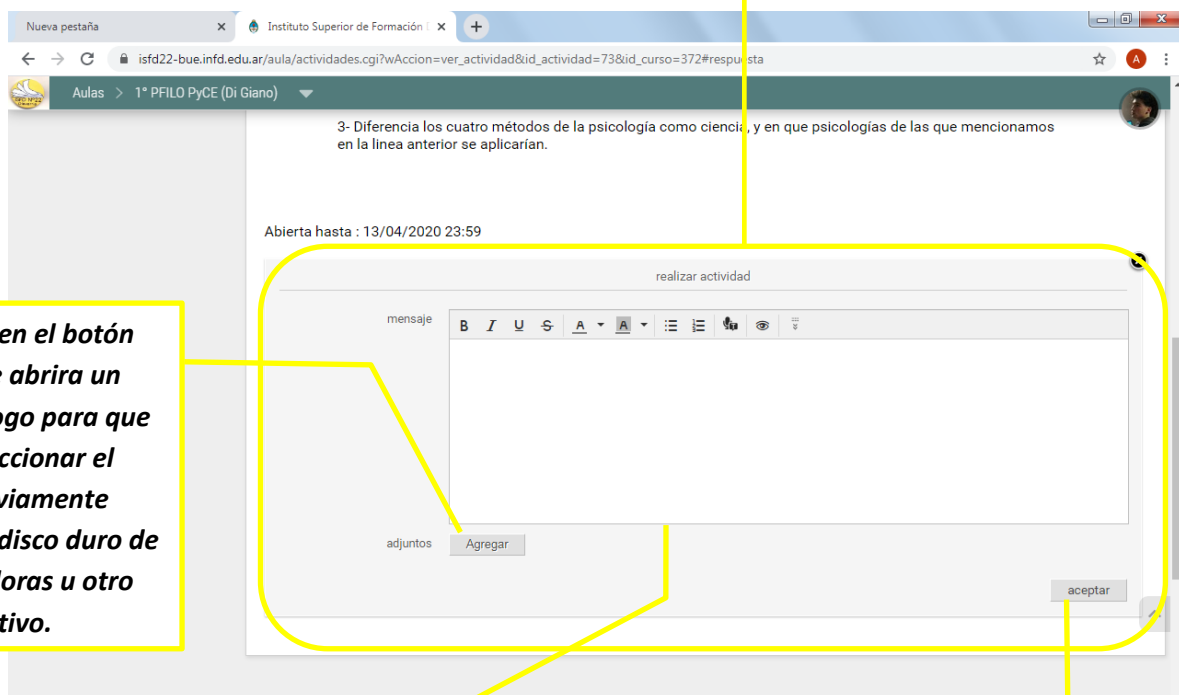 Nueva pestaña
Instituto Superior de Formación
isfd22-bue.infd.edu.ar/aula/actividades.cgi?wAccion=ver_actividad&id_actividad=73&id_curso=372#respuesta
A
Aulas > 1° PFILO PyCE (Di Giano)
3- Diferencia los cuatro métodos de la psicología como ciencia, y en que psicologías de las que mencionamos
en la linea anterior se aplicarían.
Abierta hasta : 13/04/2020 23:59
realizar actividad
mensaje
B I U S A A
adjuntos
Agregar
aceptar
en el botón
abrira un
ogo para que
ccionar el
viamente
disco duro de
loras u otro
tivo.